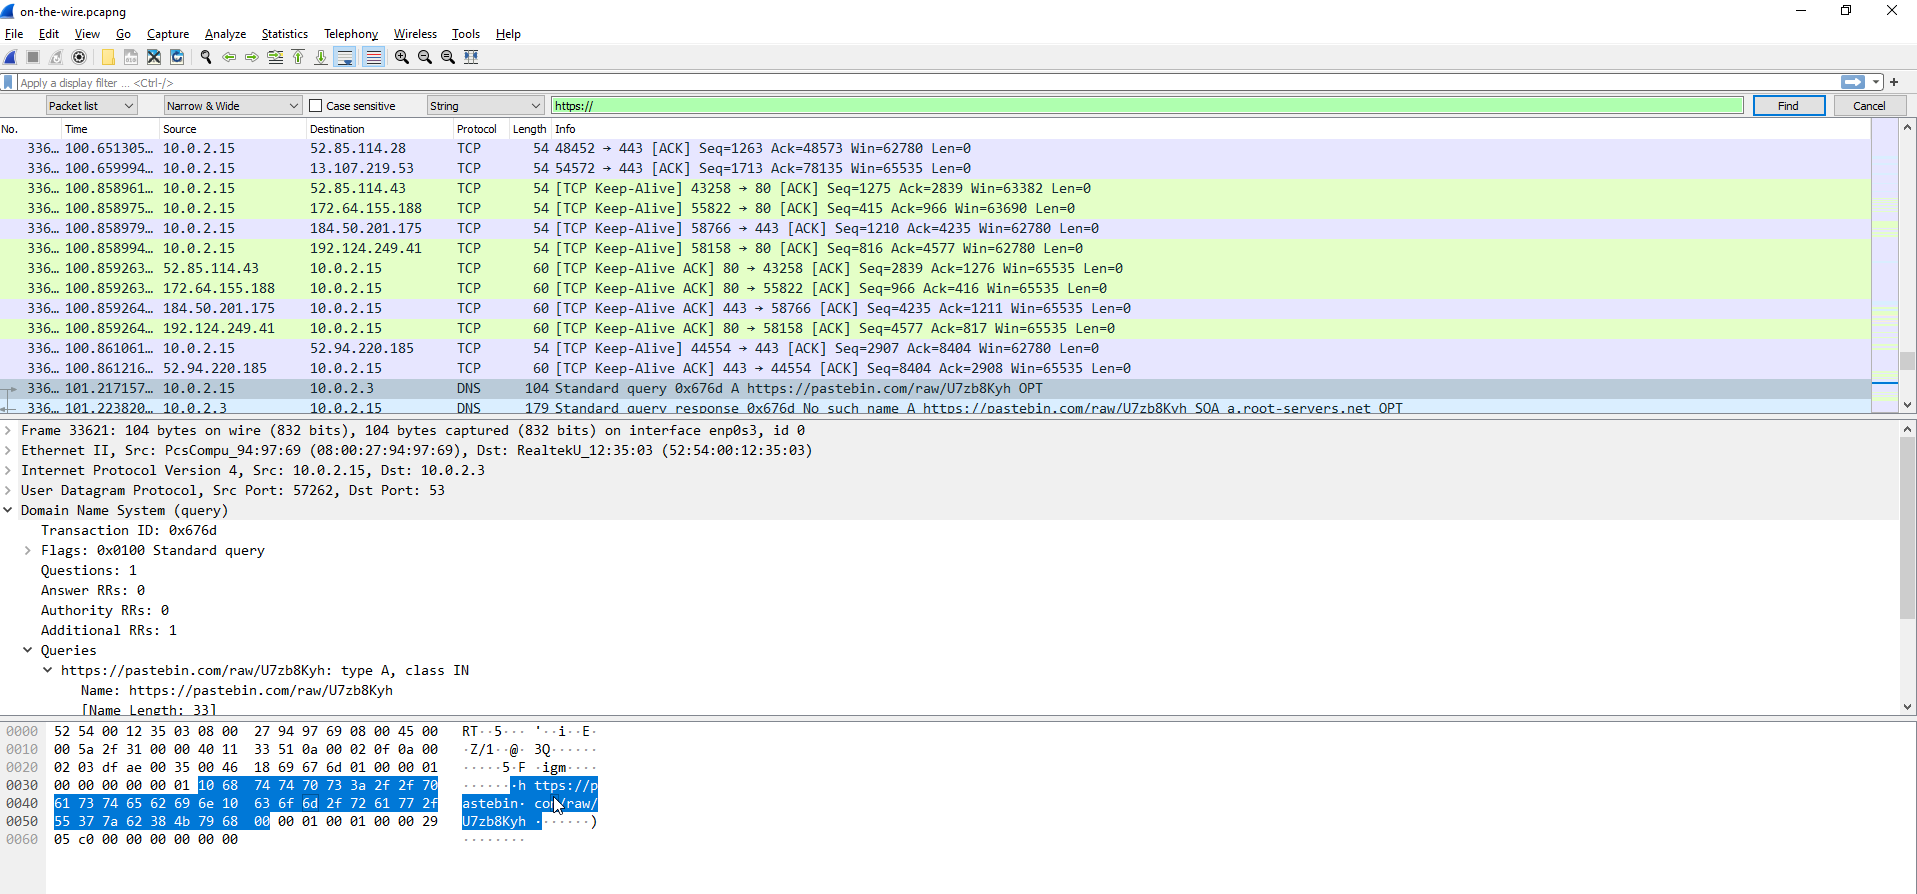 on-the-wire.pcapng
File Edit View Go Capture Analyze Statistics Telephony Wireless Tools Help
Apply a display filter ... <Ctrl-/>
Packet list Narrow & Wide Case sensitive String https:// Find Cancel
No. Time Source Destination Protocol Length Info
336... 100.651305... 10.0.2.15 52.85.114.28 TCP 54 48452 → 443 [ACK] Seq=1263 Ack=48573 Win=62780 Len=0
336... 100.659994... 10.0.2.15 13.107.219.53 TCP 54 54572 → 443 [ACK] Seq=1713 Ack=78135 Win=65535 Len=0
336... 100.858961... 10.0.2.15 52.85.114.43 TCP 54 [TCP Keep-Alive] 43258 → 80 [ACK] Seq=1275 Ack=2839 Win=63382 Len=0
336... 100.858975... 10.0.2.15 172.64.155.188 TCP 54 [TCP Keep-Alive] 55822 → 80 [ACK] Seq=415 Ack=966 Win=63690 Len=0
336... 100.858979... 10.0.2.15 184.50.201.175 TCP 54 [TCP Keep-Alive] 58766 → 443 [ACK] Seq=1210 Ack=4235 Win=62780 Len=0
336... 100.858994... 10.0.2.15 192.124.249.41 TCP 54 [TCP Keep-Alive] 58158 → 80 [ACK] Seq=816 Ack=4577 Win=62780 Len=0
336... 100.859263... 52.85.114.43 10.0.2.15 TCP 60 [TCP Keep-Alive ACK] 80 → 43258 [ACK] Seq=2839 Ack=1276 Win=65535 Len=0
336... 100.859263... 172.64.155.188 10.0.2.15 TCP 60 [TCP Keep-Alive ACK] 80 → 55822 [ACK] Seq=966 Ack=416 Win=65535 Len=0
336... 100.859264... 184.50.201.175 10.0.2.15 TCP 60 [TCP Keep-Alive ACK] 443 → 58766 [ACK] Seq=4235 Ack=1211 Win=65535 Len=0
336... 100.859264... 192.124.249.41 10.0.2.15 TCP 60 [TCP Keep-Alive ACK] 80 → 58158 [ACK] Seq=4577 Ack=817 Win=65535 Len=0
336... 100.861061... 10.0.2.15 52.94.220.185 TCP 54 [TCP Keep-Alive] 44554 → 443 [ACK] Seq=2907 Ack=8404 Win=62780 Len=0
336... 100.861216... 52.94.220.185 10.0.2.15 TCP 60 [TCP Keep-Alive ACK] 443 → 44554 [ACK] Seq=8404 Ack=2908 Win=65535 Len=0
336... 101.217157... 10.0.2.15 10.0.2.3 DNS 104 Standard query 0x676d A https://pastebin.com/raw/U7zb8Kyh OPT
336... 101.223820... 10.0.2.3 10.0.2.15 DNS 179 Standard query response 0x676d No such name A https://pastebin.com/raw/U7zb8Kyh SOA a.root-servers.net OPT
Frame 33621: 104 bytes on wire (832 bits), 104 bytes captured (832 bits) on interface enp0s3, id 0
Ethernet II, Src: PcsCompu_94:97:69 (08:00:27:94:97:69), Dst: RealtekU_12:35:03 (52:54:00:12:35:03)
Internet Protocol Version 4, Src: 10.0.2.15, Dst: 10.0.2.3
User Datagram Protocol, Src Port: 57262, Dst Port: 53
Domain Name System (query)
Transaction ID: 0x676d
Flags: 0x0100 Standard query
Questions: 1
Answer RRs: 0
Authority RRs: 0
Additional RRs: 1
Queries
https://pastebin.com/raw/U7zb8Kyh: type A, class IN
Name: https://pastebin.com/raw/U7zb8Kyh
[Name Length: 33]
0000 52 54 00 12 35 03 08 00 27 94 97 69 08 00 45 00 RT··5··· '··i··E·
0010 00 5a 2f 31 00 00 40 11 33 51 0a 00 02 0f 0a 00 ·Z/1··@· 3Q······
0020 02 03 df ae 00 35 00 46 18 69 67 6d 01 00 00 01 ·····5·F ·igm····
0030 00 00 00 00 00 01 10 68 74 74 70 73 3a 2f 2f 70 ·······h ttps://p
0040 61 73 74 65 62 69 6e 10 63 6f 6d 2f 72 61 77 2f astebin· com/raw/
0050 55 37 7a 62 38 4b 79 68 00 00 01 00 01 00 00 29 U7zb8Kyh ·······)
0060 05 c0 00 00 00 00 00 00 ········